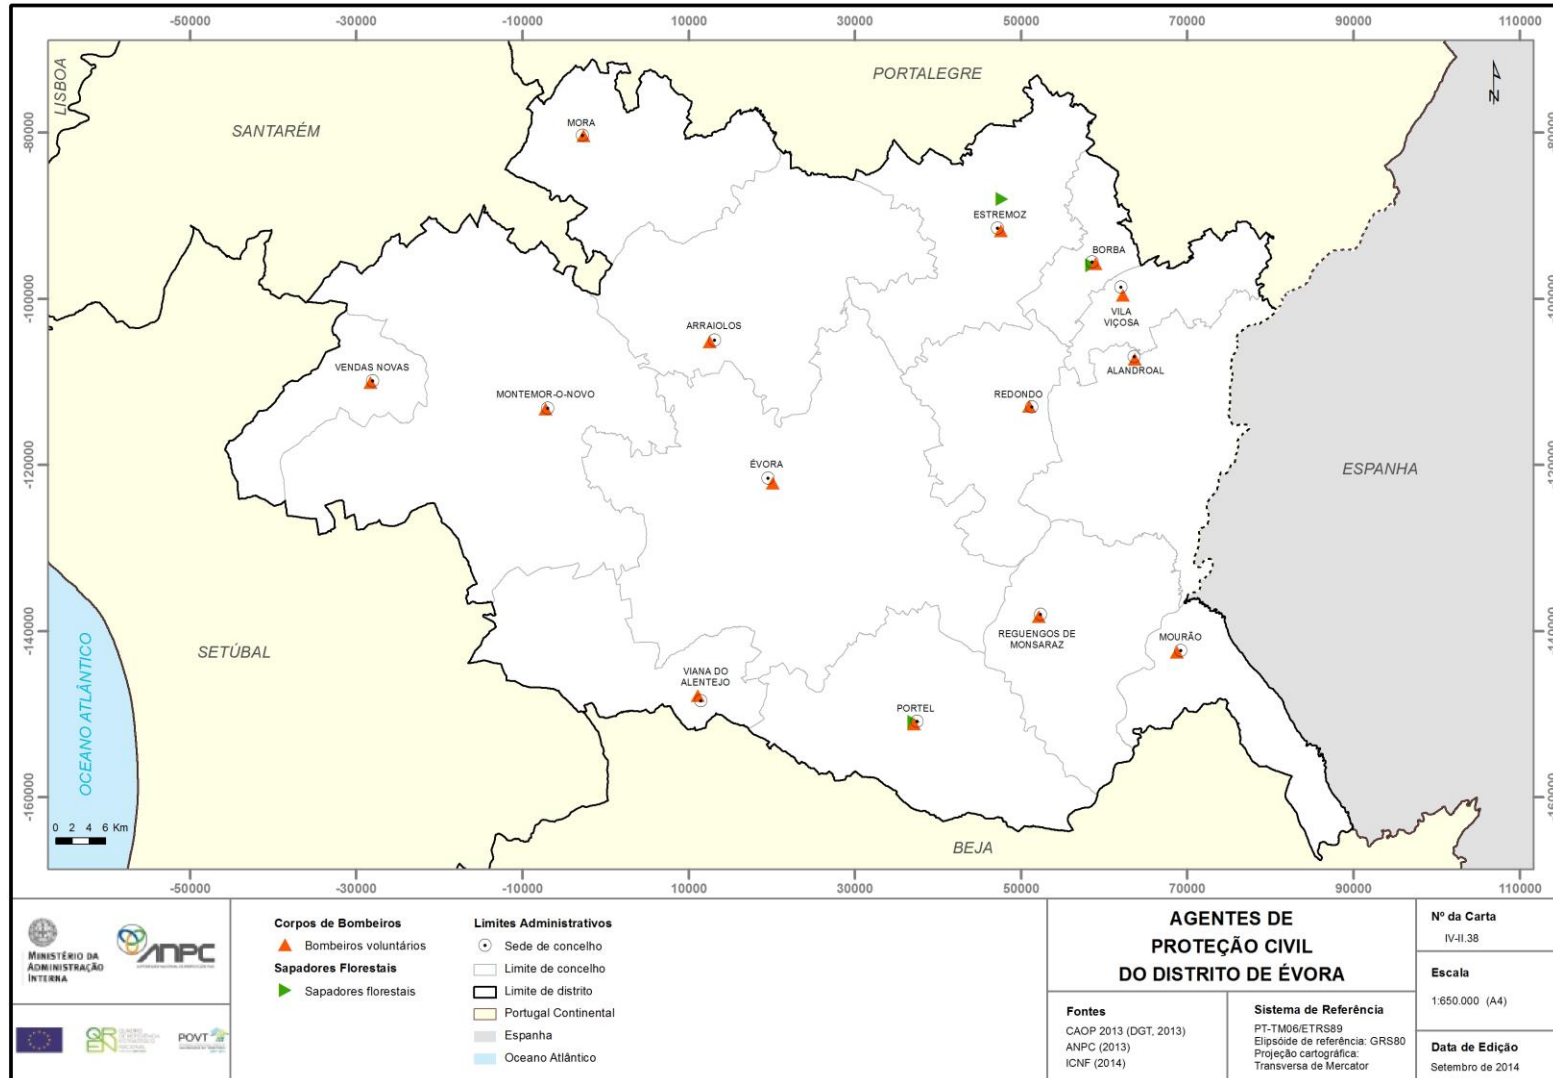 -50000 -30000 -10000 10000 30000 50000 70000 90000 110000
LISBOA
SANTARÉM
PORTALEGRE
N
-80000
-80000
MORA
ESTREMOZ
BORBA
-100000
-100000
VILA
VIÇOSA
ARRAIOLOS
VENDAS NOVAS
ALANDROAL
MONTEMOR-O-NOVO
REDONDO
-120000
-120000
ÉVORA
ESPANHA
-140000
-140000
REGUENGOS DE
MONSARAZ
MOURÃO
SETÚBAL
OCEANO ATLÂNTICO
VIANA DO
ALENTEJO
PORTEL
-160000
-160000
0 2 4 6 Km
BEJA
-50000 -30000 -10000 10000 30000 50000 70000 90000 110000
MINISTÉRIO DA
ADMINISTRAÇÃO
INTERNA
ANPC
QREN
POVT
Corpos de Bombeiros
Bombeiros voluntários
Sapadores Florestais
Sapadores florestais
Limites Administrativos
Sede de concelho
Limite de concelho
Limite de distrito
Portugal Continental
Espanha
Oceano Atlântico
AGENTES DE
PROTEÇÃO CIVIL
DO DISTRITO DE ÉVORA
Fontes
CAOP 2013 (DGT, 2013)
ANPC (2013)
ICNF (2014)
Sistema de Referência
PT-TM06/ETRS89
Elipsóide de referência: GRS80
Projeção cartográfica:
Transversa de Mercator
Nº da Carta
IV-II.38
Escala
1:650.000 (A4)
Data de Edição
Setembro de 2014